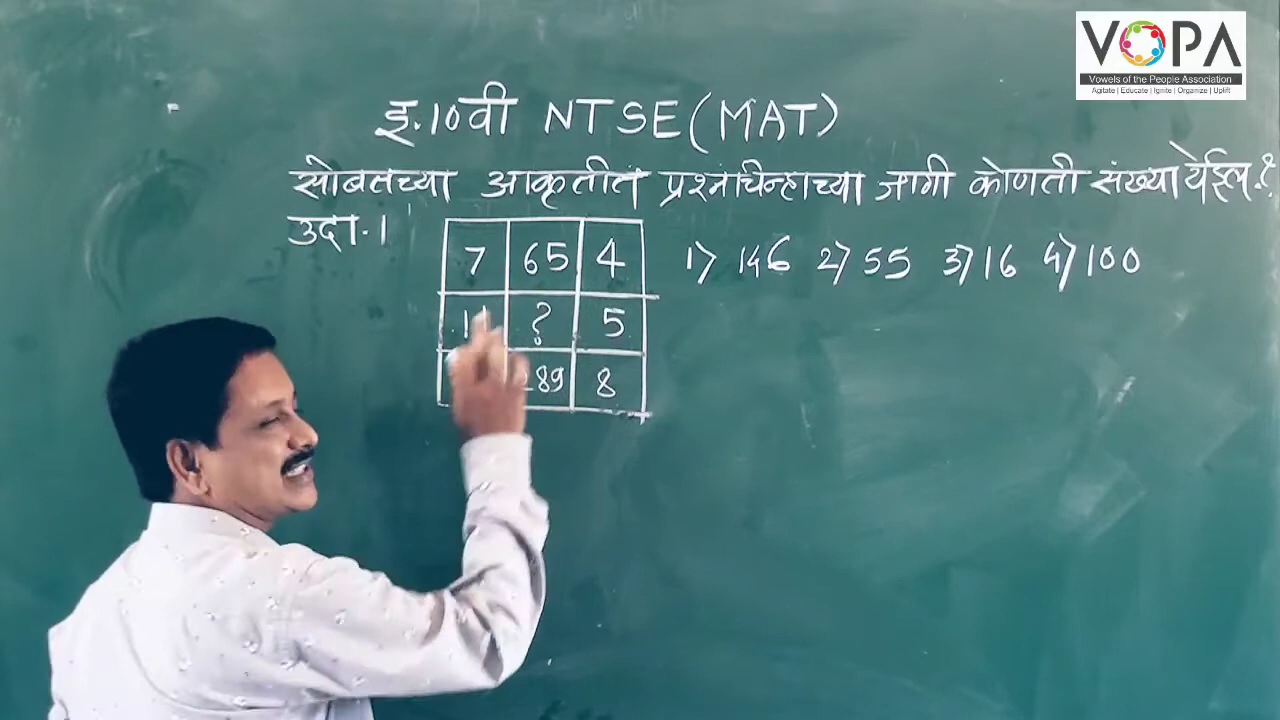 VOPA
Vowels of the People Association
Agitate | Educate | Ignite | Organize | Uplift
इ.10वी NTSE (MAT)
सोबतच्या आकृतीत प्रश्नचिन्हाच्या जागी कोणती संख्या येईल.?
उदा.1
7 65 4
1) 146 2) 55 3) 16 4) 100
? 5
289 8